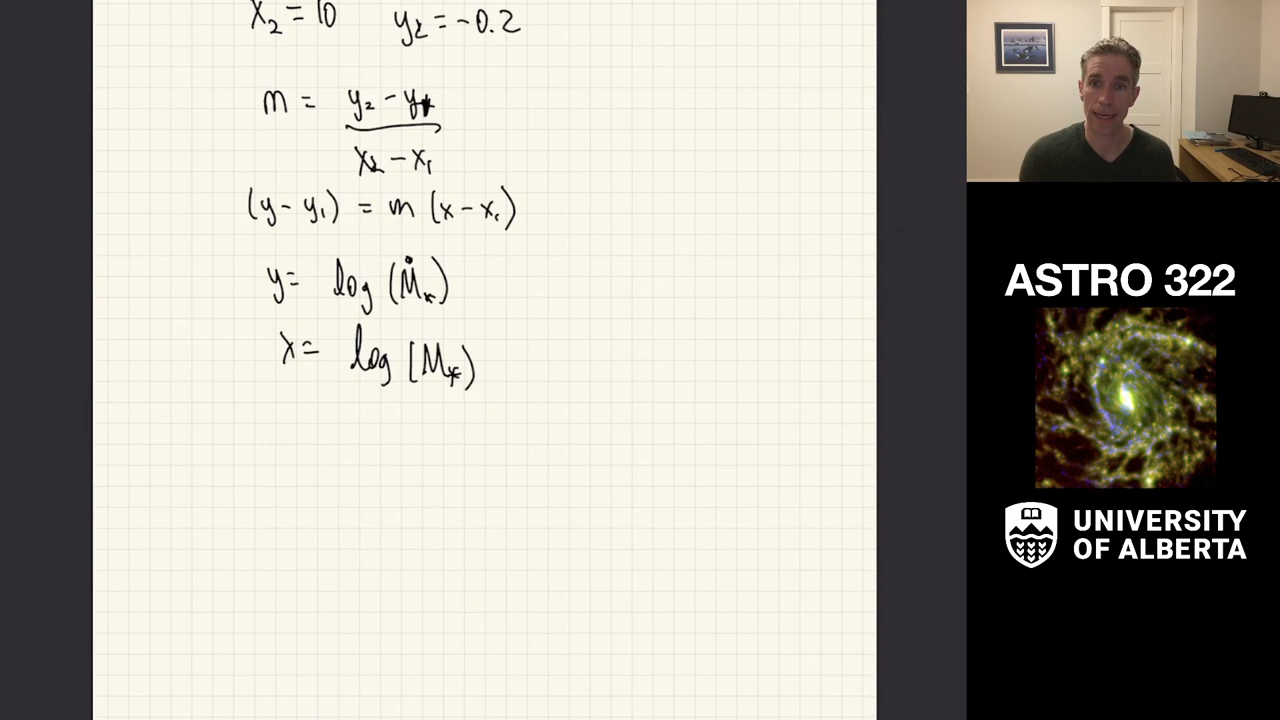 x₂ = 10 y₂ = -0.2
m = (y₂ - y₁)/(x₂ - x₁)
(y - y₁) = m (x - x₁)
y = log (Ṁ*)
x = log (M*)
ASTRO 322
UNIVERSITY
OF ALBERTA